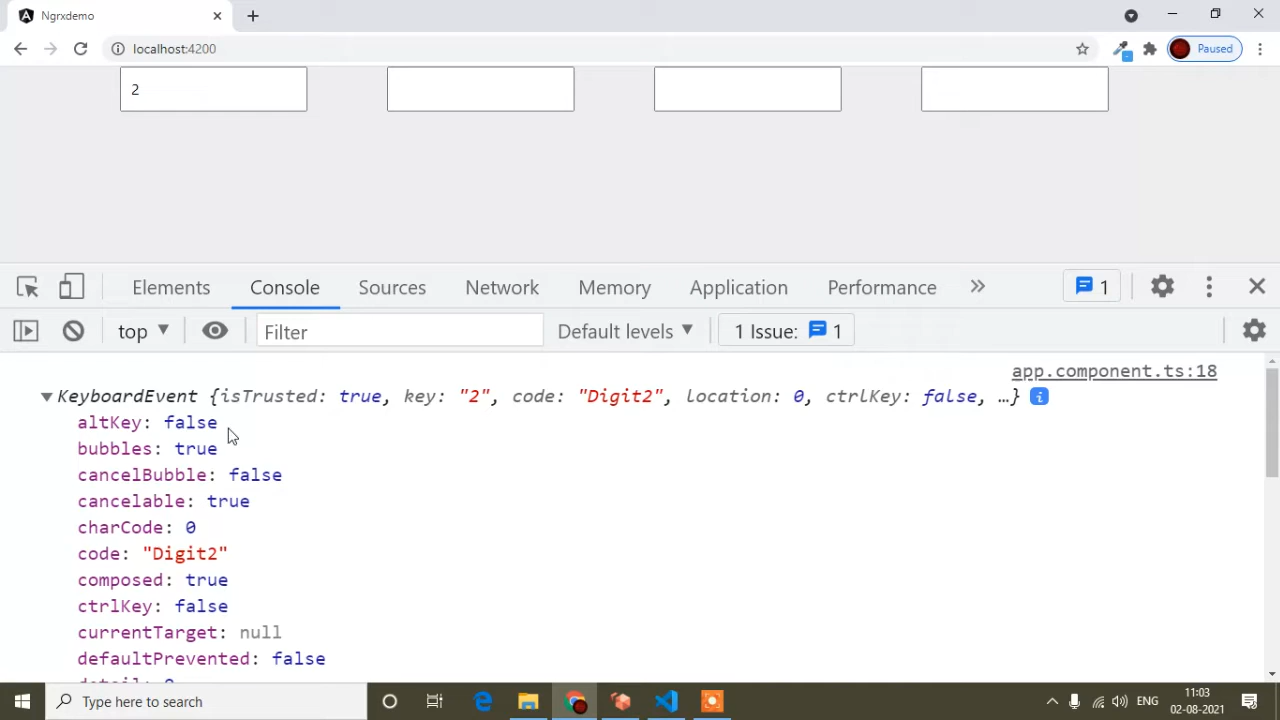 Ngrxdemo
localhost:4200
Paused
2
Elements Console Sources Network Memory Application Performance » 1
top Filter Default levels 1 Issue: 1
app.component.ts:18
KeyboardEvent {isTrusted: true, key: "2", code: "Digit2", location: 0, ctrlKey: false, …}
altKey: false
bubbles: true
cancelBubble: false
cancelable: true
charCode: 0
code: "Digit2"
composed: true
ctrlKey: false
currentTarget: null
defaultPrevented: false
detail: 0
Type here to search
ENG
11:03
02-08-2021